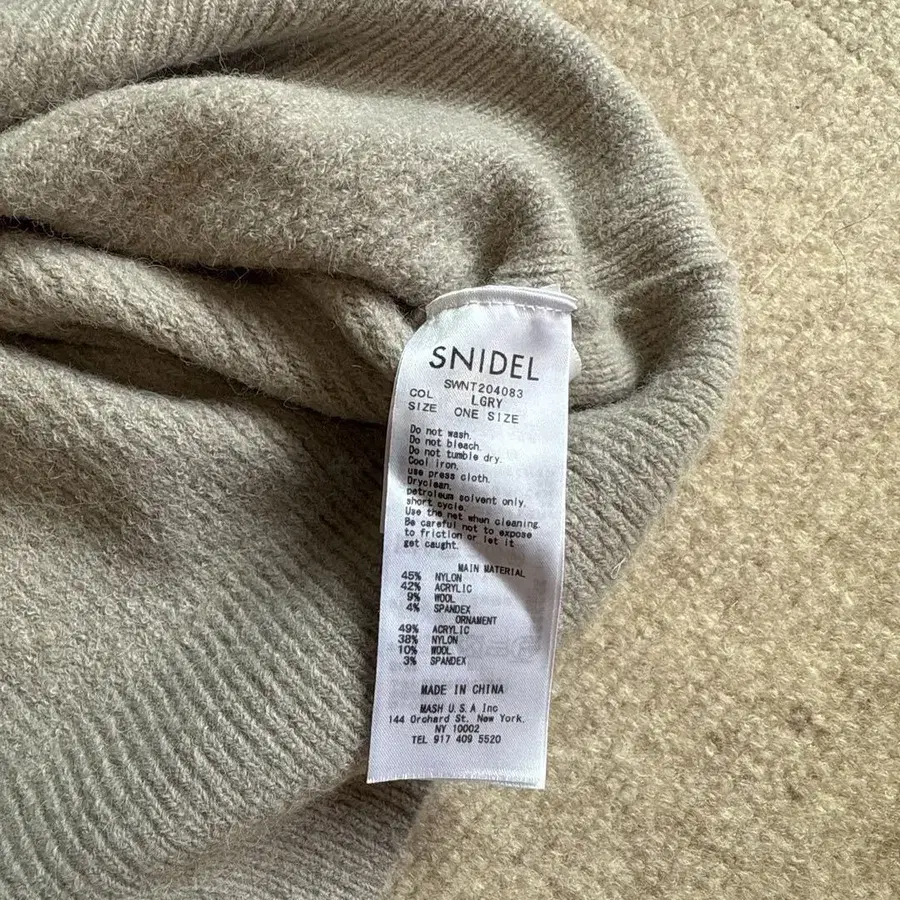 SNIDEL
SWNT204083
COL LGRY
SIZE ONE SIZE
Do not wash.
Do not bleach.
Do not tumble dry.
Cool iron.
use press cloth.
Dryclean.
petroleum solvent only.
short cycle.
Use the net when cleaning.
Be careful not to expose
to friction or let it
get caught.
MAIN MATERIAL
45% NYLON
42% ACRYLIC
9% WOOL
4% SPANDEX
ORNAMENT
49% ACRYLIC
38% NYLON
10% WOOL
3% SPANDEX
MADE IN CHINA
MASH U.S.A Inc
144 Orchard St. New York.
NY 10002
TEL 917 409 5520